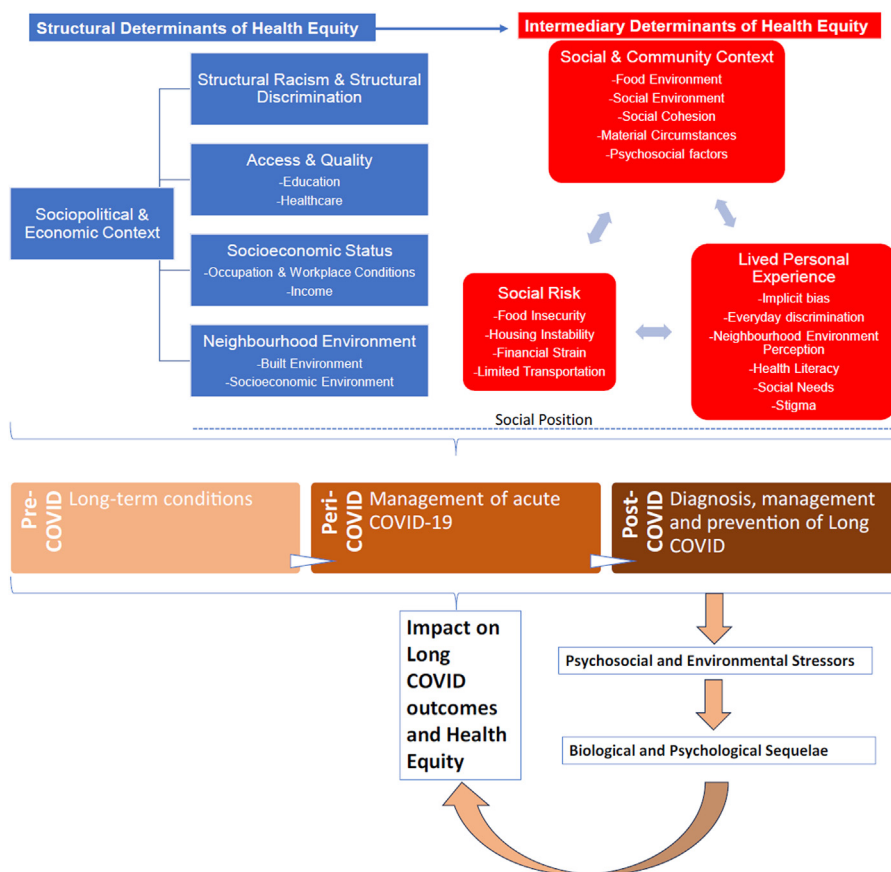 Structural Determinants of Health Equity
Intermediary Determinants of Health Equity
Sociopolitical &
Economic Context
Structural Racism & Structural
Discrimination
Access & Quality
-Education
-Healthcare
Socioeconomic Status
-Occupation & Workplace Conditions
-Income
Neighbourhood Environment
-Built Environment
-Socioeconomic Environment
Social & Community Context
-Food Environment
-Social Environment
-Social Cohesion
-Material Circumstances
-Psychosocial factors
Social Risk
-Food Insecurity
-Housing Instability
-Financial Strain
-Limited Transportation
Lived Personal
Experience
-Implicit bias
-Everyday discrimination
-Neighbourhood Environment
Perception
-Health Literacy
-Social Needs
-Stigma
Social Position
Pre-
COVID
Long-term conditions
Peri-
COVID
Management of acute
COVID-19
Post-
COVID
Diagnosis, management
and prevention of Long
COVID
Impact on
Long
COVID
outcomes
and Health
Equity
Psychosocial and Environmental Stressors
Biological and Psychological Sequelae